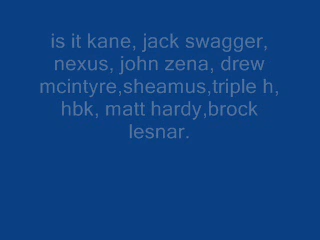 is it kane, jack swagger,
nexus, john zena, drew
mcintyre,sheamus,triple h,
hbk, matt hardy,brock
lesnar.